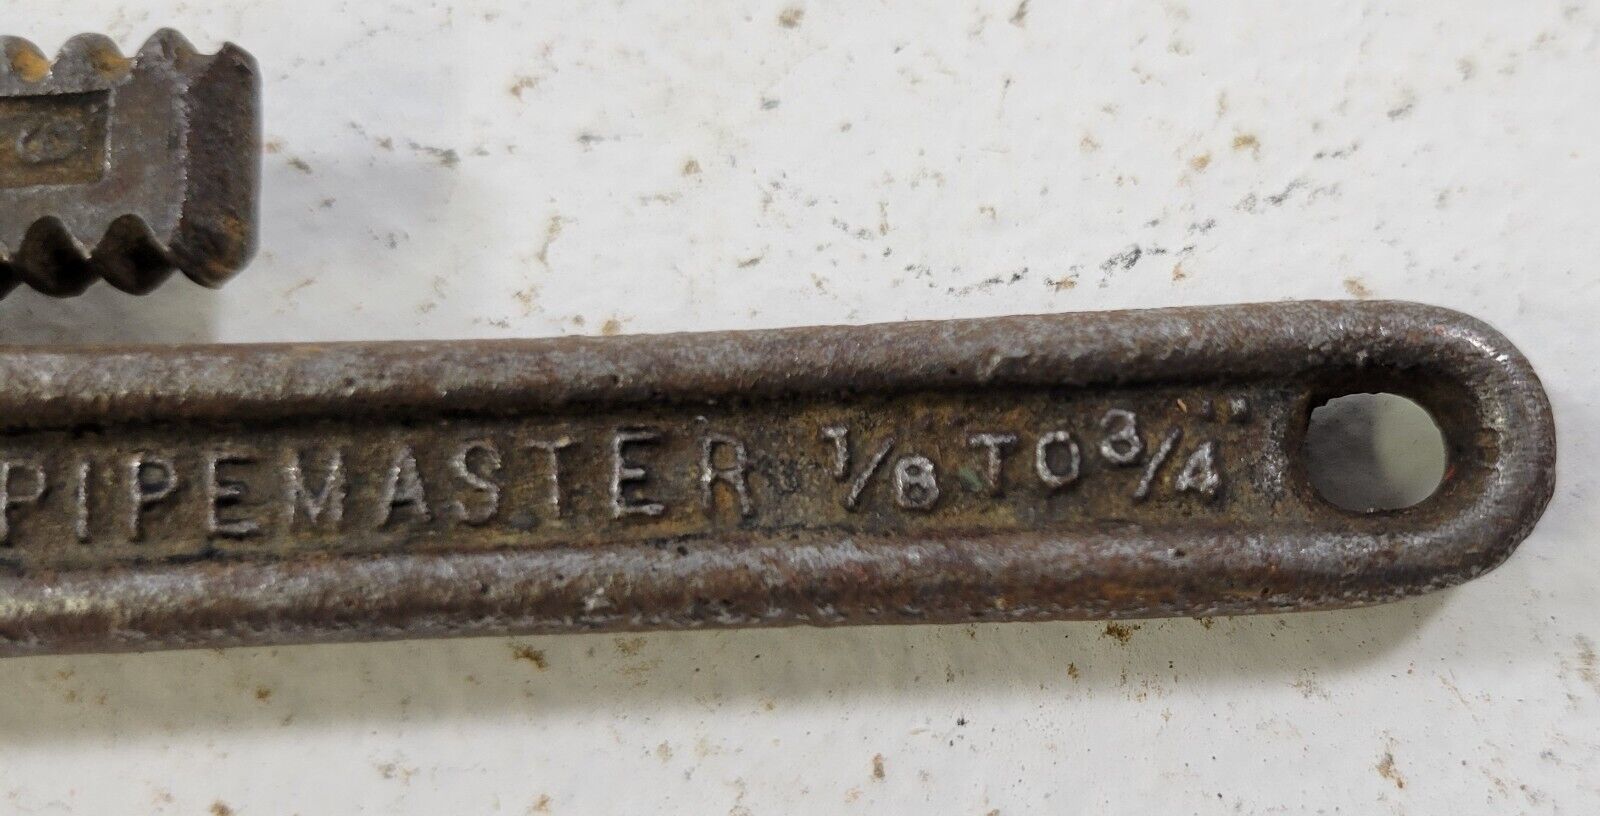 PIPEMASTER 1/8 TO 3/4"